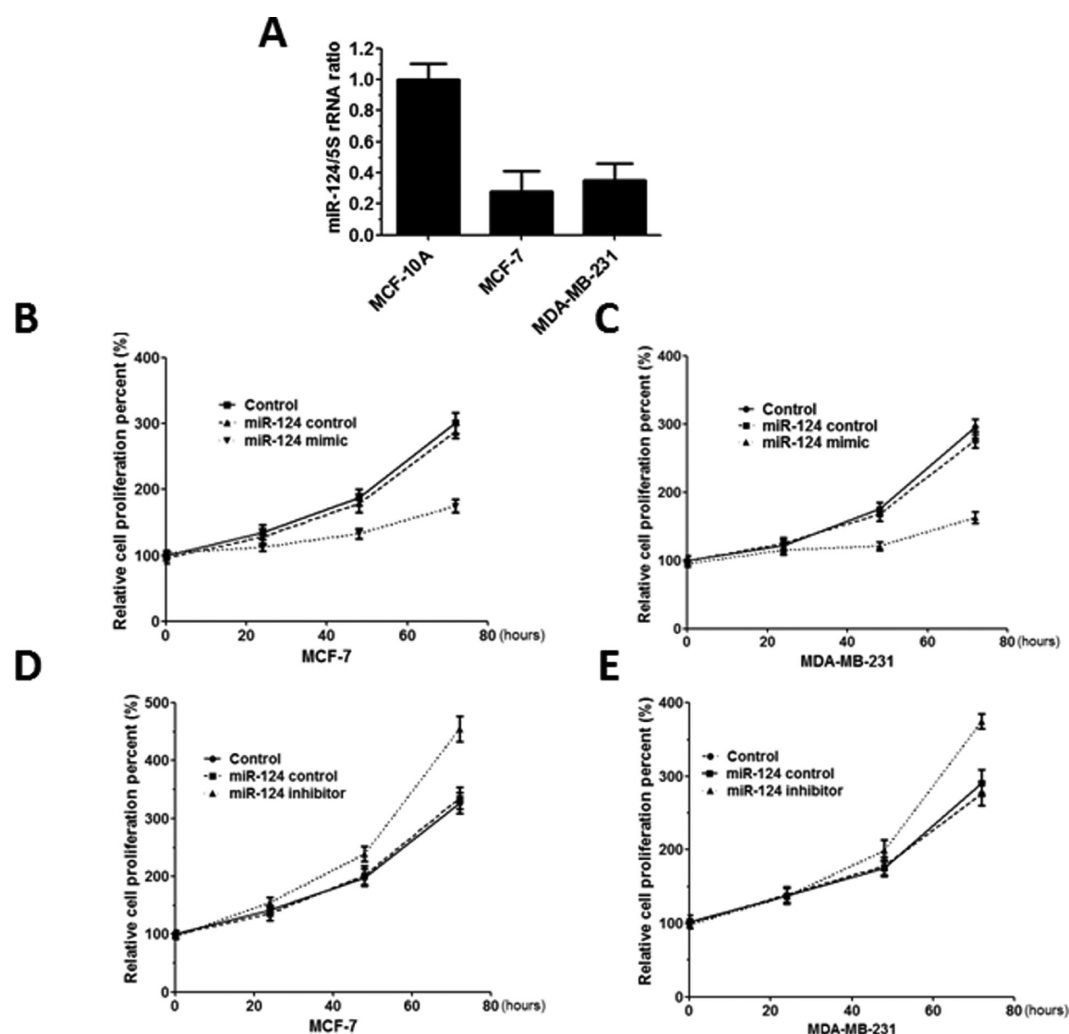 A
miR-124/5S rRNA ratio
1.2
1.0
0.8
0.6
0.4
0.2
0.0
MCF-10A
MCF-7
MDA-MB-231
B
Relative cell proliferation percent (%)
400
300
200
100
0
Control
miR-124 control
miR-124 mimic
0 20 40 60 80 (hours)
MCF-7
C
Relative cell proliferation percent (%)
400
300
200
100
0
Control
miR-124 control
miR-124 mimic
0 20 40 60 80 (hours)
MDA-MB-231
D
Relative cell proliferation percent (%)
500
400
300
200
100
0
Control
miR-124 control
miR-124 inhibitor
0 20 40 60 80 (hours)
MCF-7
E
Relative cell proliferation percent (%)
400
300
200
100
0
Control
miR-124 control
miR-124 inhibitor
0 20 40 60 80 (hours)
MDA-MB-231